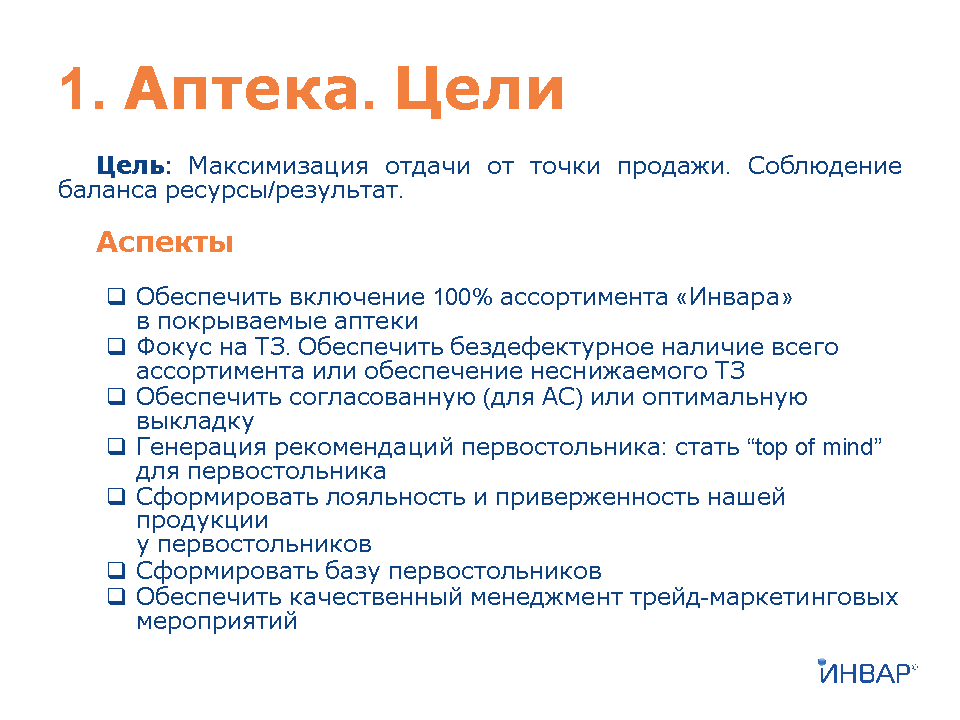 1. Аптека. Цели
Цель: Максимизация отдачи от точки продажи. Соблюдение
баланса ресурсы/результат.
Аспекты
Обеспечить включение 100% ассортимента «Инвара»
в покрываемые аптеки
Фокус на ТЗ. Обеспечить бездефектурное наличие всего
ассортимента или обеспечение неснижаемого ТЗ
Обеспечить согласованную (для АС) или оптимальную
выкладку
Генерация рекомендаций первостольника: стать “top of mind”
для первостольника
Сформировать лояльность и приверженность нашей
продукции
у первостольников
Сформировать базу первостольников
Обеспечить качественный менеджмент трейд-маркетинговых
мероприятий
ИНВАР®